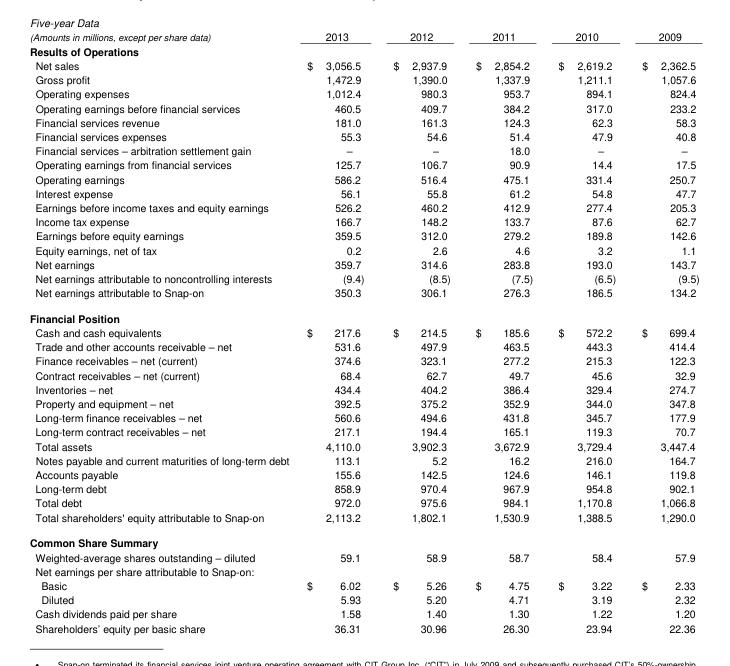 Five-year Data
(Amounts in millions, except per share data) 2013 2012 2011 2010 2009
Results of Operations
Net sales $ 3,056.5 $ 2,937.9 $ 2,854.2 $ 2,619.2 $ 2,362.5
Gross profit 1,472.9 1,390.0 1,337.9 1,211.1 1,057.6
Operating expenses 1,012.4 980.3 953.7 894.1 824.4
Operating earnings before financial services 460.5 409.7 384.2 317.0 233.2
Financial services revenue 181.0 161.3 124.3 62.3 58.3
Financial services expenses 55.3 54.6 51.4 47.9 40.8
Financial services – arbitration settlement gain – – 18.0 – –
Operating earnings from financial services 125.7 106.7 90.9 14.4 17.5
Operating earnings 586.2 516.4 475.1 331.4 250.7
Interest expense 56.1 55.8 61.2 54.8 47.7
Earnings before income taxes and equity earnings 526.2 460.2 412.9 277.4 205.3
Income tax expense 166.7 148.2 133.7 87.6 62.7
Earnings before equity earnings 359.5 312.0 279.2 189.8 142.6
Equity earnings, net of tax 0.2 2.6 4.6 3.2 1.1
Net earnings 359.7 314.6 283.8 193.0 143.7
Net earnings attributable to noncontrolling interests (9.4) (8.5) (7.5) (6.5) (9.5)
Net earnings attributable to Snap-on 350.3 306.1 276.3 186.5 134.2
Financial Position
Cash and cash equivalents $ 217.6 $ 214.5 $ 185.6 $ 572.2 $ 699.4
Trade and other accounts receivable – net 531.6 497.9 463.5 443.3 414.4
Finance receivables – net (current) 374.6 323.1 277.2 215.3 122.3
Contract receivables – net (current) 68.4 62.7 49.7 45.6 32.9
Inventories – net 434.4 404.2 386.4 329.4 274.7
Property and equipment – net 392.5 375.2 352.9 344.0 347.8
Long-term finance receivables – net 560.6 494.6 431.8 345.7 177.9
Long-term contract receivables – net 217.1 194.4 165.1 119.3 70.7
Total assets 4,110.0 3,902.3 3,672.9 3,729.4 3,447.4
Notes payable and current maturities of long-term debt 113.1 5.2 16.2 216.0 164.7
Accounts payable 155.6 142.5 124.6 146.1 119.8
Long-term debt 858.9 970.4 967.9 954.8 902.1
Total debt 972.0 975.6 984.1 1,170.8 1,066.8
Total shareholders' equity attributable to Snap-on 2,113.2 1,802.1 1,530.9 1,388.5 1,290.0
Common Share Summary
Weighted-average shares outstanding – diluted 59.1 58.9 58.7 58.4 57.9
Net earnings per share attributable to Snap-on:
Basic $ 6.02 $ 5.26 $ 4.75 $ 3.22 $ 2.33
Diluted 5.93 5.20 4.71 3.19 2.32
Cash dividends paid per share 1.58 1.40 1.30 1.22 1.20
Shareholders' equity per basic share 36.31 30.96 26.30 23.94 22.36
• Snap-on terminated its financial services joint venture operating agreement with CIT Group Inc. ("CIT") in July 2009 and subsequently purchased CIT's 50%-ownership